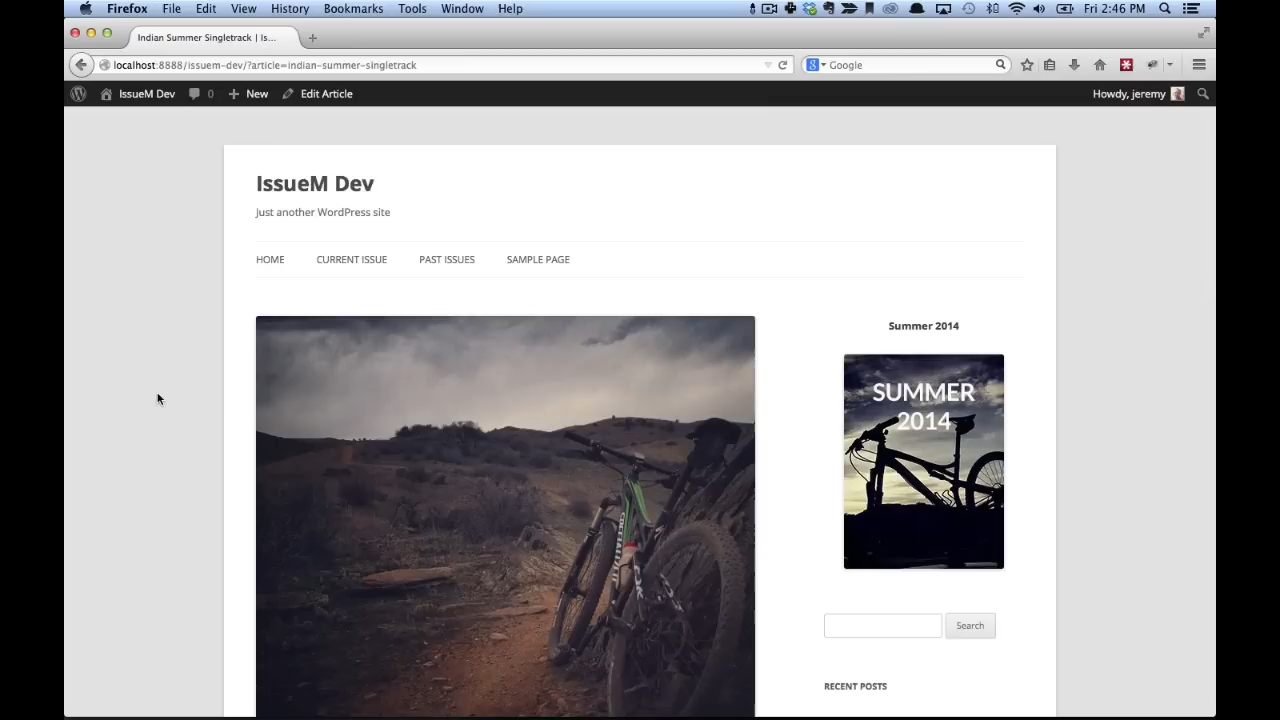 Firefox File Edit View History Bookmarks Tools Window Help Fri 2:46 PM
Indian Summer Singletrack | Is...
localhost:8888/issuem-dev/?article=indian-summer-singletrack Google
IssueM Dev 0 New Edit Article Howdy, jeremy
IssueM Dev
Just another WordPress site
HOME CURRENT ISSUE PAST ISSUES SAMPLE PAGE
Summer 2014
SUMMER
2014
Search
RECENT POSTS